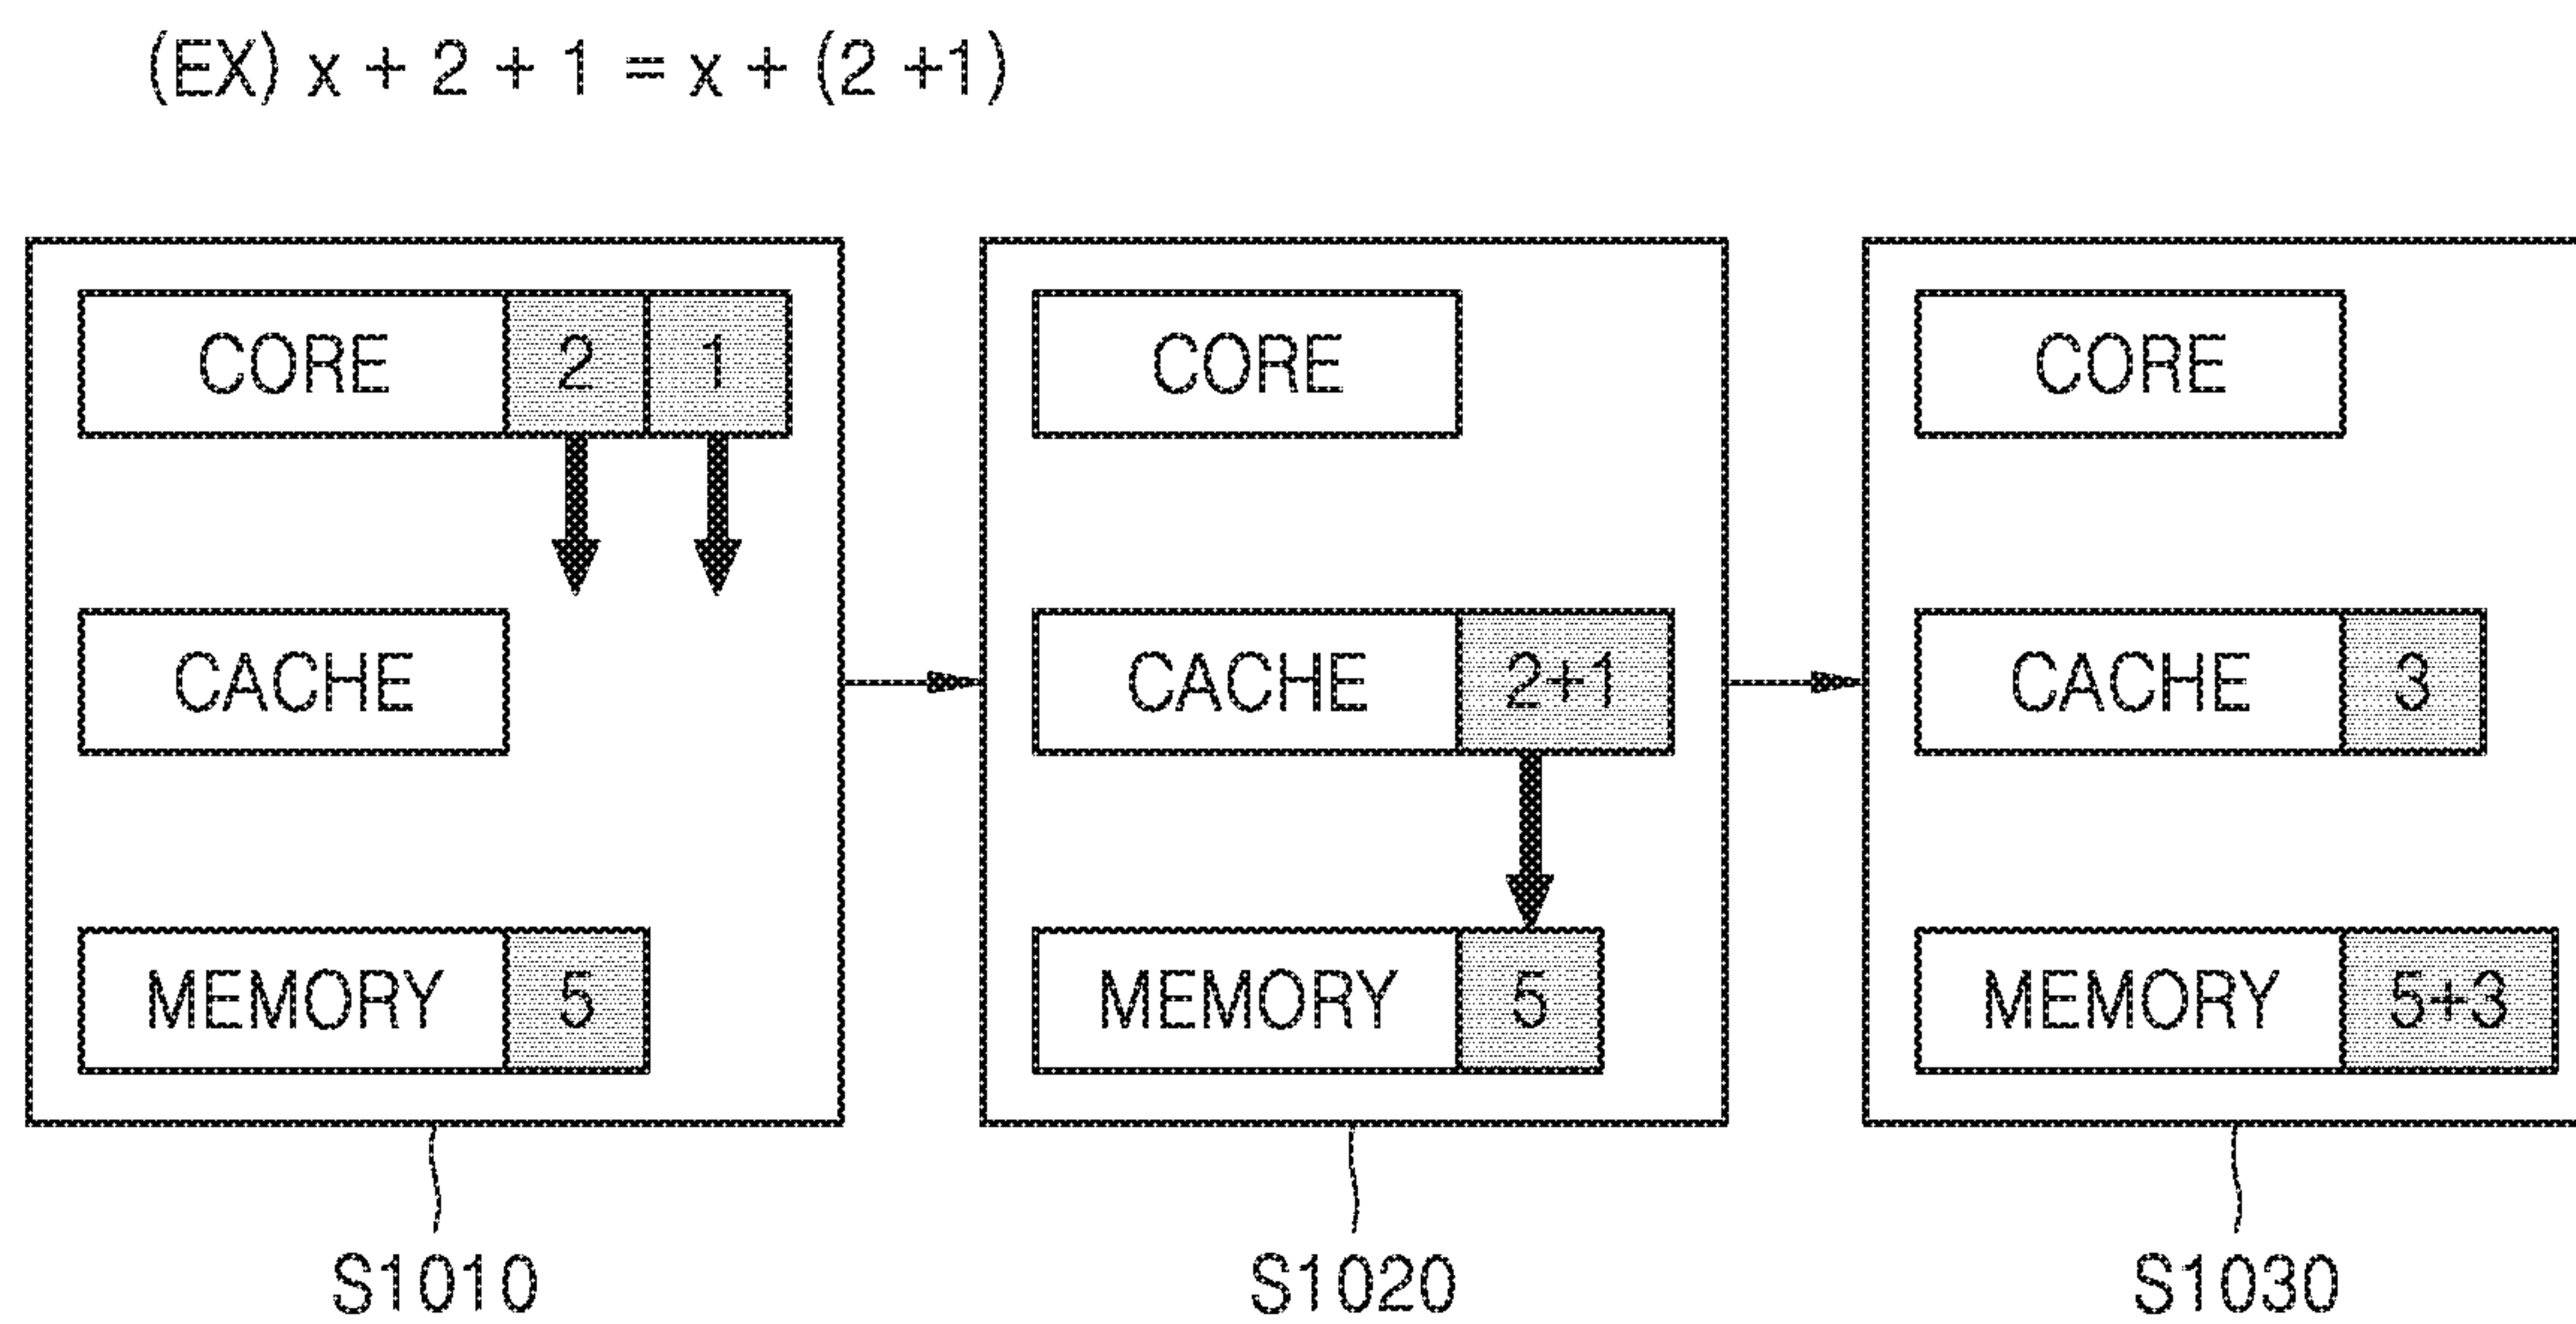 (EX) x + 2 + 1 = x + (2 +1)
CORE 2 1
CACHE
MEMORY 5
S1010
CORE
CACHE 2+1
MEMORY 5
S1020
CORE
CACHE 3
MEMORY 5+3
S1030